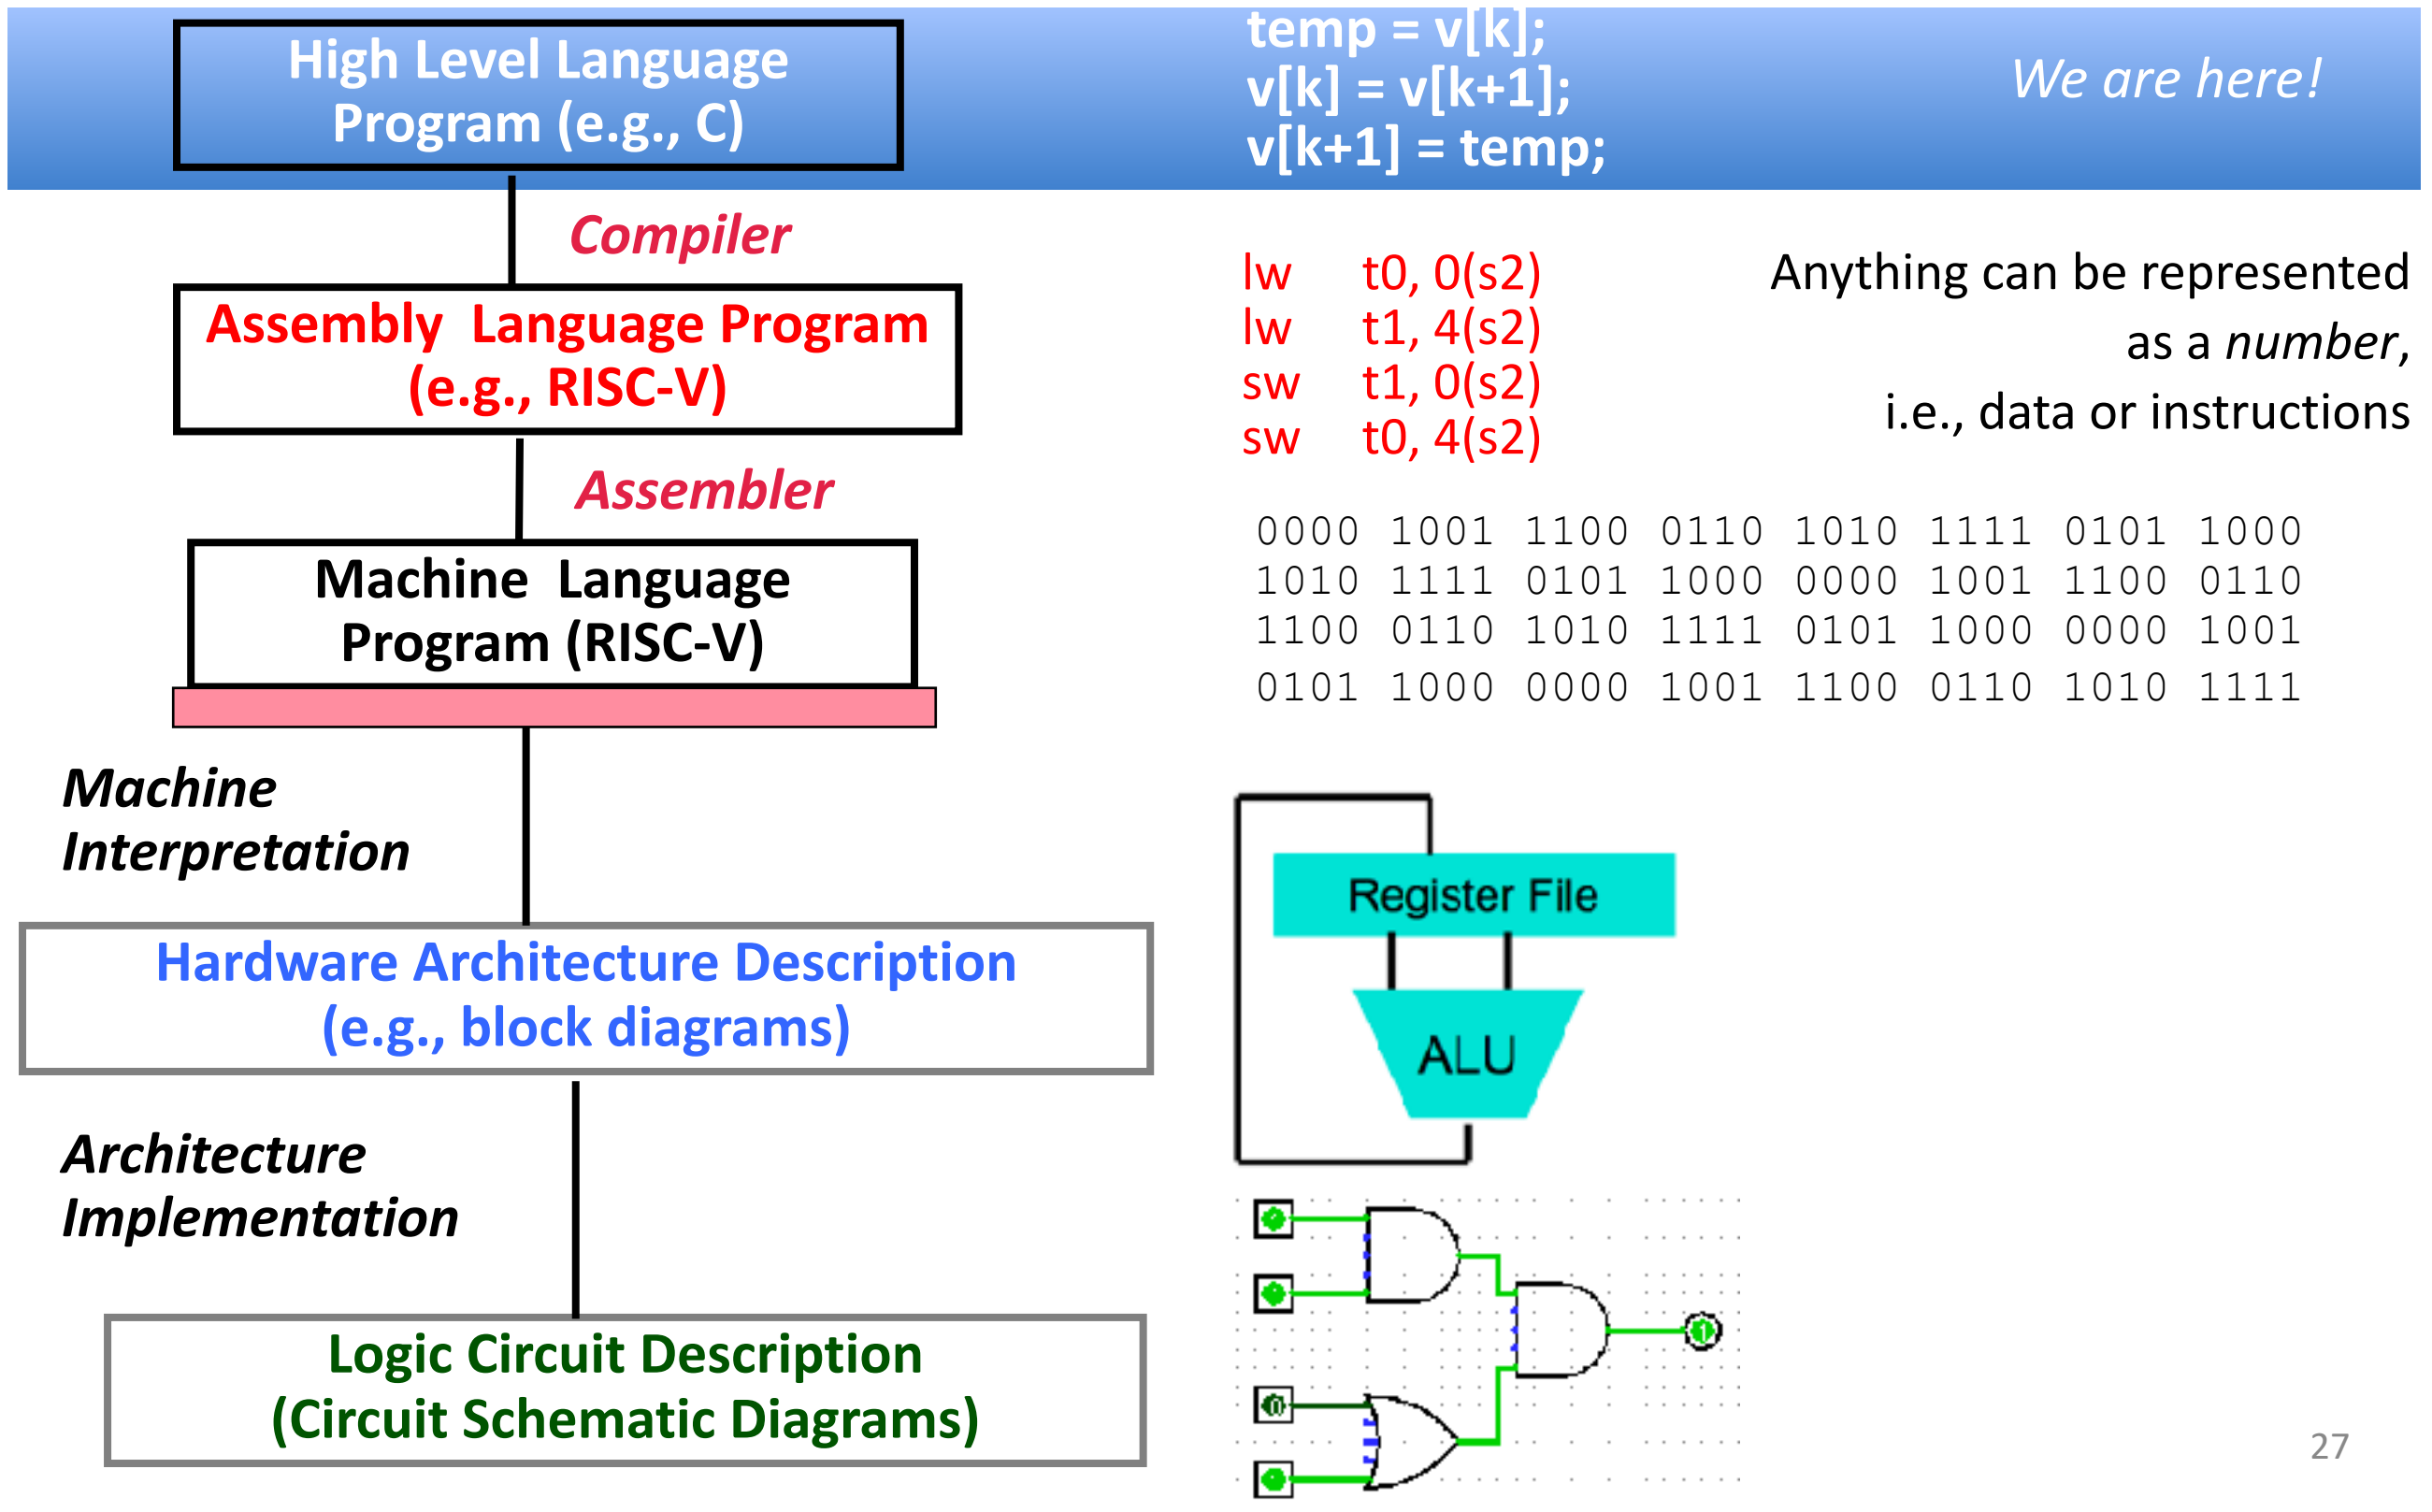 High Level Language
Program (e.g., C)
temp = v[k];
v[k] = v[k+1];
v[k+1] = temp;
We are here!
Compiler
Assembly Language Program
(e.g., RISC-V)
lw t0, 0(s2)
lw t1, 4(s2)
sw t1, 0(s2)
sw t0, 4(s2)
Anything can be represented
as a number,
i.e., data or instructions
Assembler
Machine Language
Program (RISC-V)
0000 1001 1100 0110 1010 1111 0101 1000
1010 1111 0101 1000 0000 1001 1100 0110
1100 0110 1010 1111 0101 1000 0000 1001
0101 1000 0000 1001 1100 0110 1010 1111
Machine
Interpretation
Register File
ALU
Hardware Architecture Description
(e.g., block diagrams)
Architecture
Implementation
1
Logic Circuit Description
(Circuit Schematic Diagrams)
27